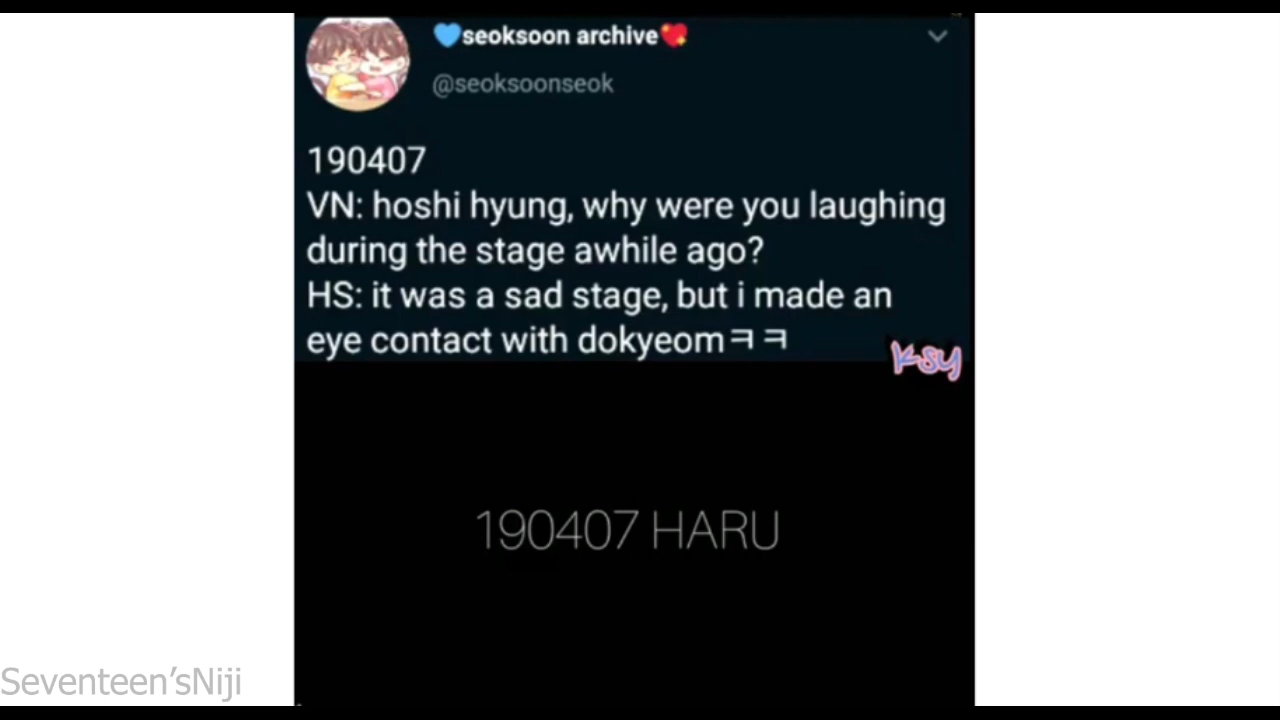 💙seoksoon archive💖
@seoksoonseok
190407
VN: hoshi hyung, why were you laughing
during the stage awhile ago?
HS: it was a sad stage, but i made an
eye contact with dokyeomㅋㅋ
KSY
190407 HARU
Seventeen'sNiji